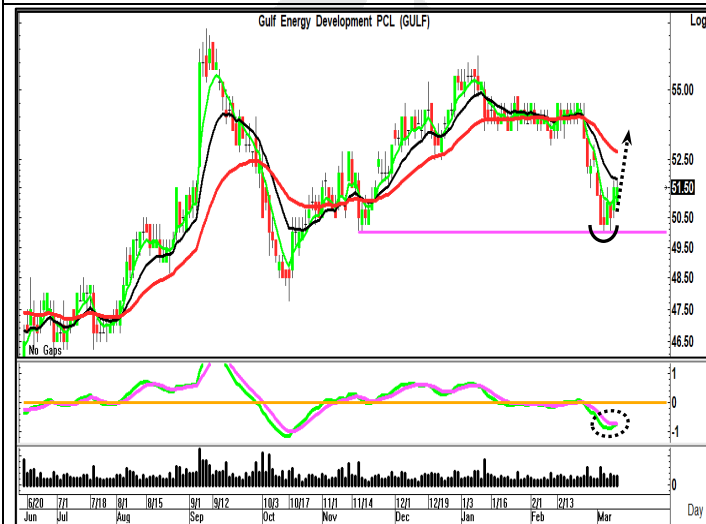 Gulf Energy Development PCL (GULF)
Log
55.00
52.50
51.50
50.50
49.50
48.50
47.50
46.50
No Gaps
1
0
-1
0
6/20 7/1 7/18 8/1 8/15 9/1 9/12 10/3 10/17 11/1 11/14 12/1 12/19 1/3 1/16 2/1 2/13
Jun Jul Aug Sep Oct Nov Dec Jan Feb Mar
Day